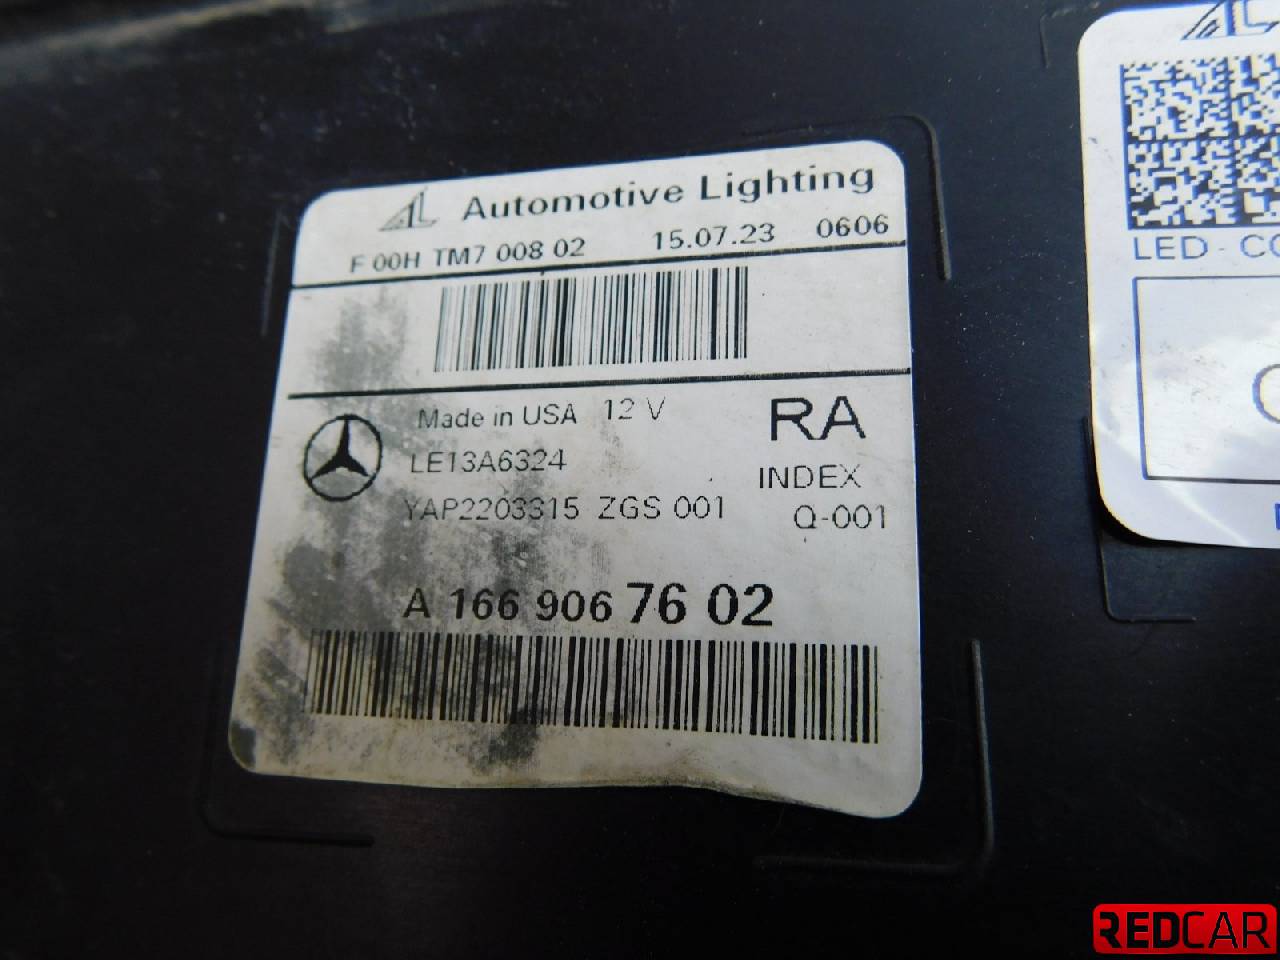 Automotive Lighting
F 00H TM7 008 02 15.07.23 0606
Made in USA 12 V RA
LE13A6324 INDEX
YAP2203315 ZGS 001 Q-001
A 166 906 76 02
LED - CO
REDCAR